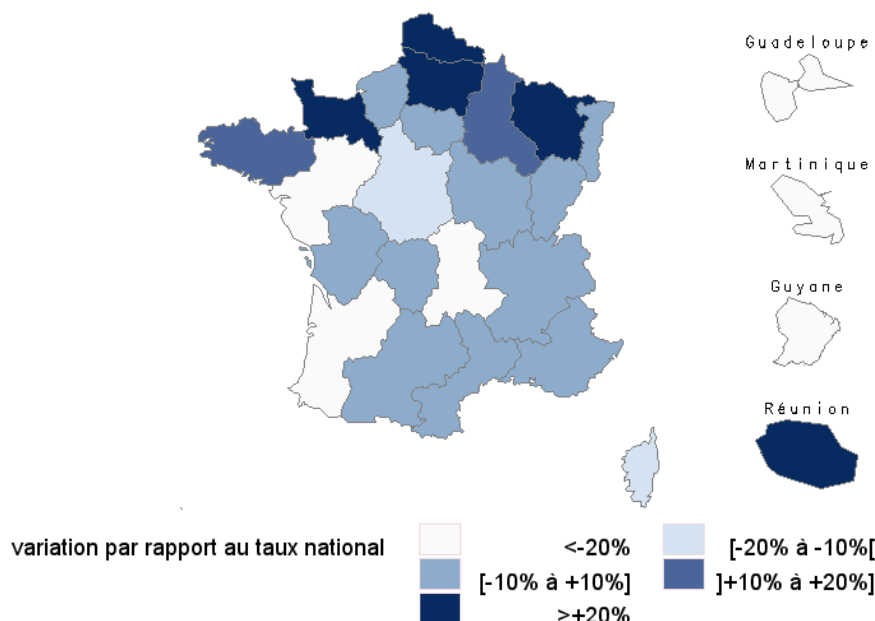 Guadeloupe
Martinique
Guyane
Réunion
variation par rapport au taux national
<-20%
[-20% à -10%[
[-10% à +10%]
]+10% à +20%]
>+20%